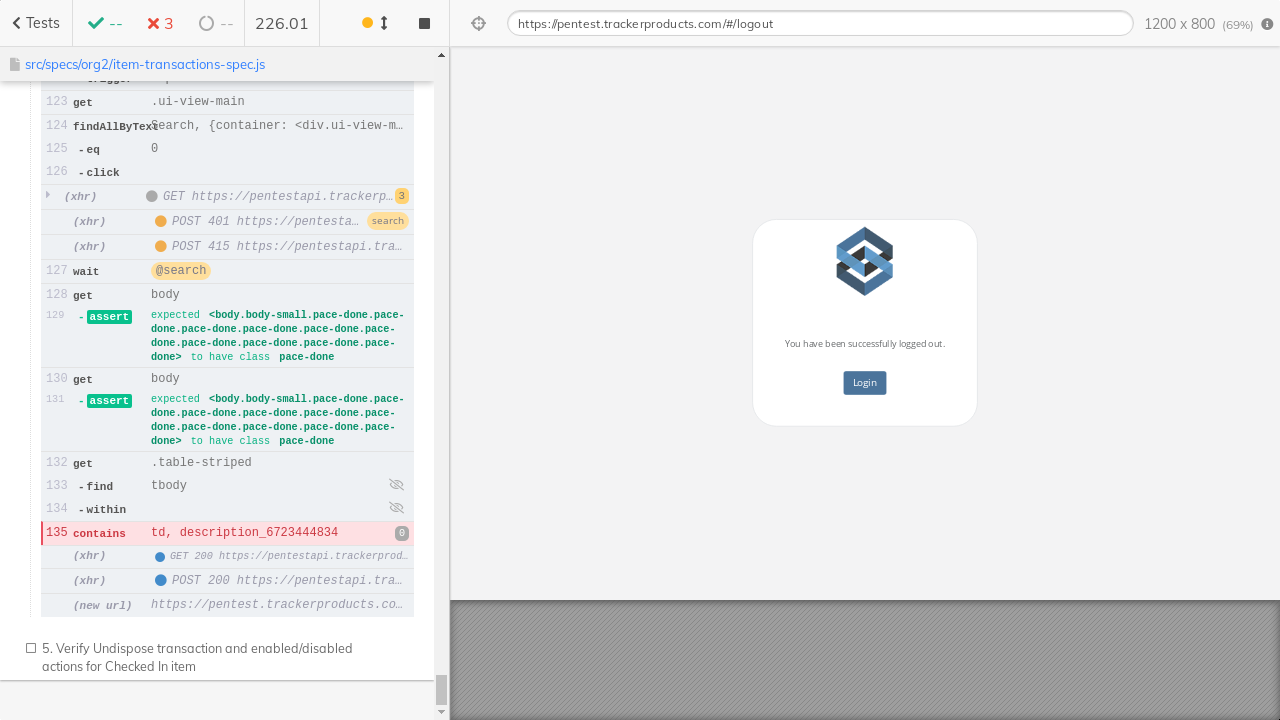 Tests
--
3
--
226.01
https://pentest.trackerproducts.com/#/logout
1200 x 800 (69%)
src/specs/org2/item-transactions-spec.js
123 get .ui-view-main
124 findAllByText Search, {container: <div.ui-view-m…
125 -eq 0
126 -click
(xhr) GET https://pentestapi.trackerp… 3
(xhr) POST 401 https://pentesta… search
(xhr) POST 415 https://pentestapi.tra…
127 wait @search
128 get body
129 -assert expected <body.body-small.pace-done.pace-
done.pace-done.pace-done.pace-done.pace-
done.pace-done.pace-done.pace-done.pace-
done> to have class pace-done
130 get body
131 -assert expected <body.body-small.pace-done.pace-
done.pace-done.pace-done.pace-done.pace-
done.pace-done.pace-done.pace-done.pace-
done> to have class pace-done
132 get .table-striped
133 -find tbody
134 -within
135 contains td, description_6723444834 0
(xhr) GET 200 https://pentestapi.trackerprod…
(xhr) POST 200 https://pentestapi.tra…
(new url) https://pentest.trackerproducts.co…
5. Verify Undispose transaction and enabled/disabled
actions for Checked In item
You have been successfully logged out.
Login